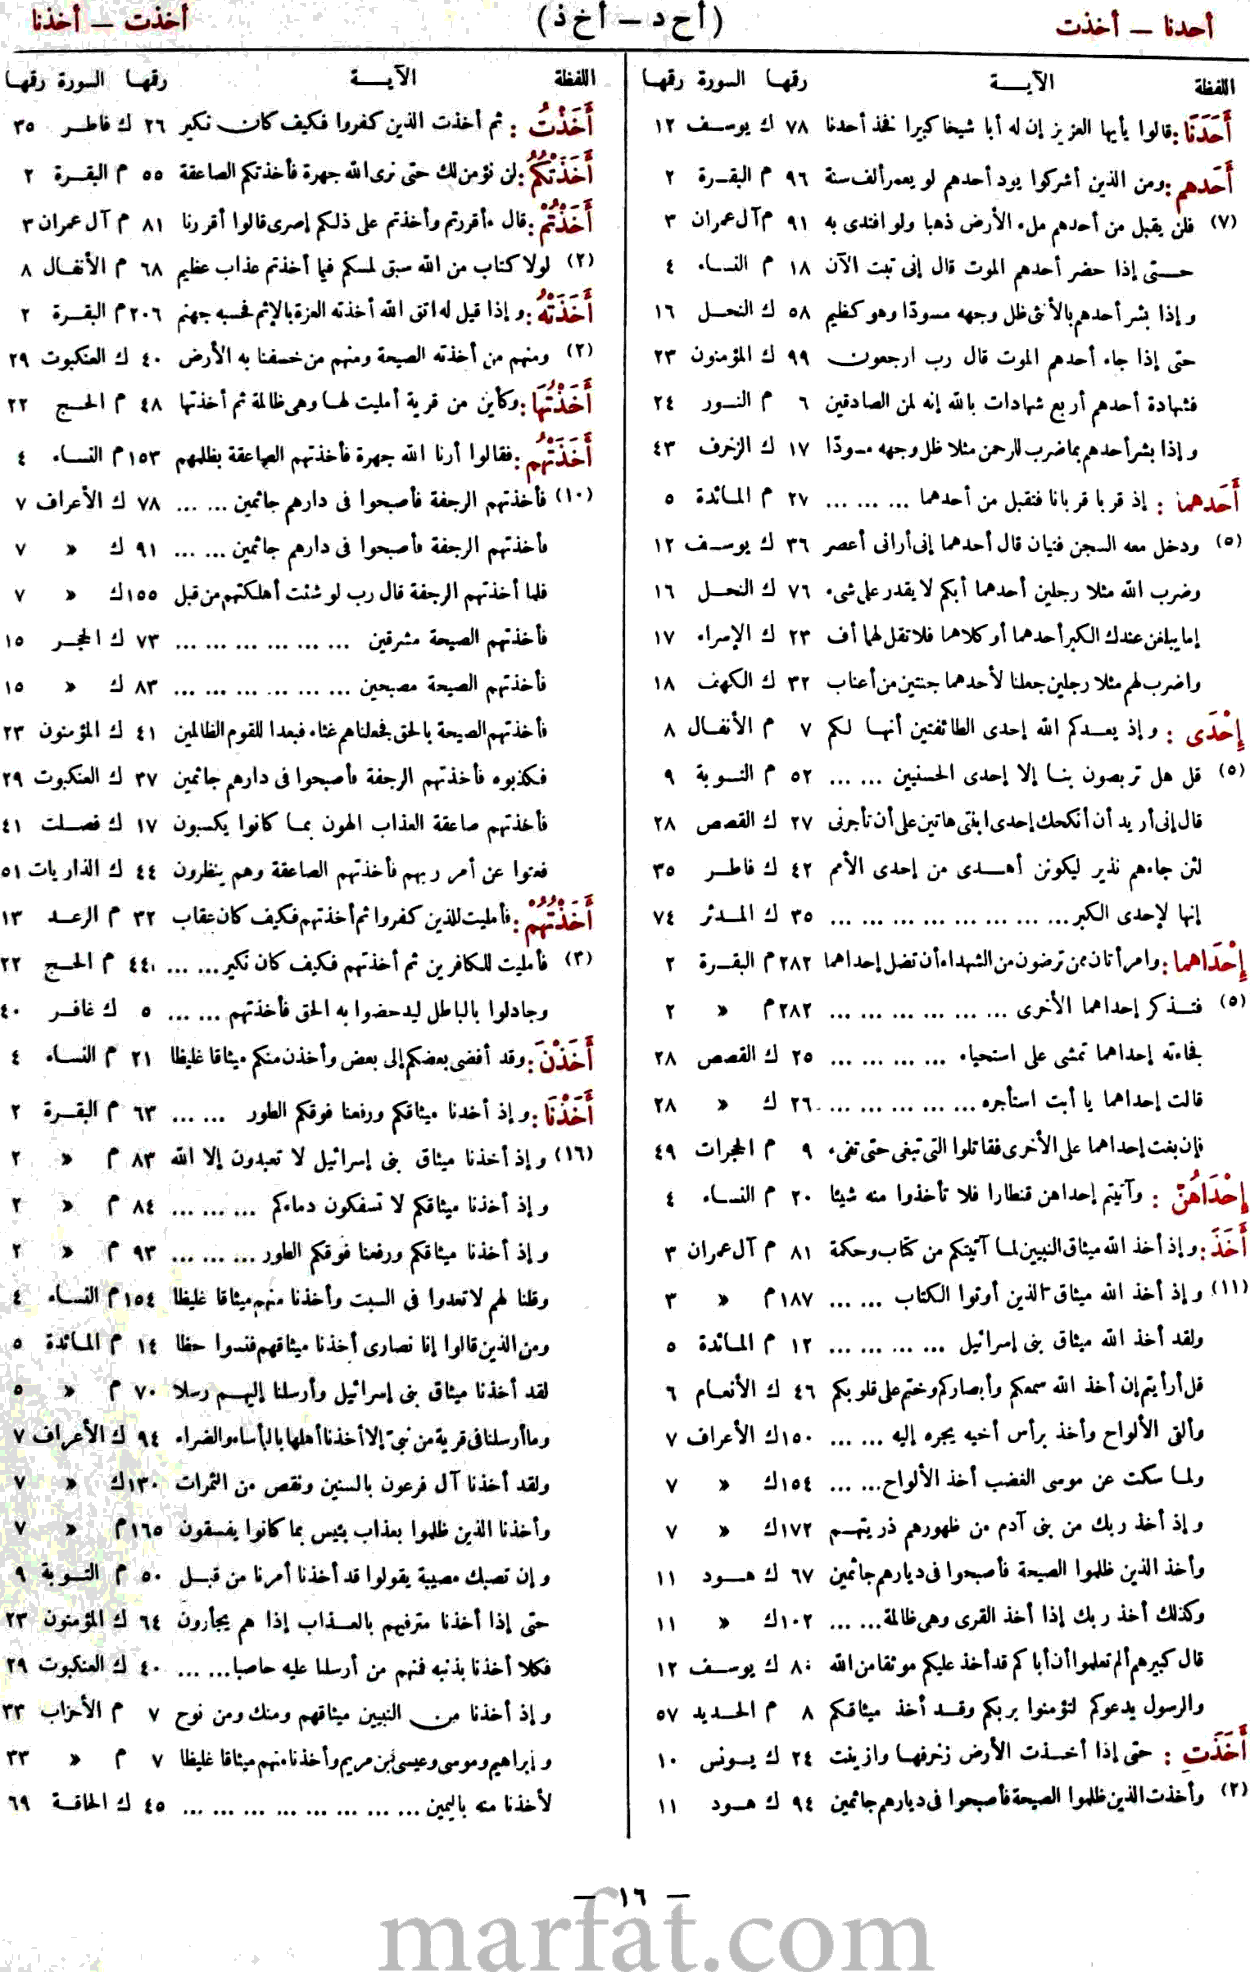 أحدنا — أخذت
(أ ح د — أ خ ذ)
أخذت — أخذنا
اللفظة الآيـــة رقها السورة رقها
أَحَدَنَا : قالوا يأيها العزيز إن له أبا شيخا كبيرا فخذ أحدنا ٧٨ ك يوسف ١٢
أَحَدهم : ومن الذين أشركوا يود أحدهم لو يعمر ألف سنة ٩٦ م البقرة ٢
(٧) فلن يقبل من أحدهم ملء الأرض ذهبا ولو افتدى به ٩١ م آل عمران ٣
حتى إذا حضر أحدهم الموت قال إنى تبت الآن ١٨ م النساء ٤
وإذا بشر أحدهم بالأنثى ظل وجهه مسودّا وهو كظيم ٥٨ ك النحل ١٦
حتى إذا جاء أحدهم الموت قال رب ارجعون ٩٩ ك المؤمنون ٢٣
فشهادة أحدهم أربع شهادات بالله إنه لمن الصادقين ٦ م النور ٢٤
وإذا بشر أحدهم بما ضرب للرحمن مثلا ظل وجهه مسودّا ١٧ ك الزخرف ٤٣
أَحَدهما : إذ قربا قربانا فتقبل من أحدهما ... ... ... ٢٧ م المائدة ٥
(٥) ودخل معه السجن فتيان قال أحدهما إنى أرانى أعصر ٣٦ ك يوسف ١٢
وضرب الله مثلا رجلين أحدهما أبكم لا يقدر على شىء ٧٦ ك النحل ١٦
إما يبلغن عندك الكبر أحدهما أو كلاهما فلا تقل لهما أف ٢٣ ك الإسراء ١٧
واضرب لهم مثلا رجلين جعلنا لأحدهما جنتين من أعناب ٣٢ ك الكهف ١٨
إِحْدَى : وإذ يعدكم الله إحدى الطائفتين أنها لكم ٧ م الأنفال ٨
(٥) قل هل تربصون بنا إلا إحدى الحسنيين ... ... ٥٢ م التوبة ٩
قال إنى أريد أن أنكحك إحدى ابنتى هاتين على أن تأجرنى ٢٧ ك القصص ٢٨
لئن جاءهم نذير ليكونن أهدى من إحدى الأمم ٤٢ ك فاطر ٣٥
إنها لإحدى الكبر ... ... ... ... ... ... ... ... ٣٥ ك المدثر ٧٤
إِحْدَاهما : وامرأتان ممن ترضون من الشهداء أن تضل إحداهما ٢٨٢ م البقرة ٢
(٥) فتذكر إحداهما الأخرى ... ... ... ... ... ... ٢٨٢ م » ٢
فجاءته إحداهما تمشى على استحياء ... ... ... ... ٢٥ ك القصص ٢٨
قالت إحداهما يا أبت استأجره ... ... ... ... ... ٢٦ ك » ٢٨
فإن بغت إحداهما على الأخرى فقاتلوا التى تبغى حتى تفىء ٩ م الحجرات ٤٩
إِحْدَاهُنّ : وآتيتم إحداهن قنطارا فلا تأخذوا منه شيئا ٢٠ م النساء ٤
أَخَذَ : وإذ أخذ الله ميثاق النبيين لما آتيتكم من كتاب وحكمة ٨١ م آل عمران ٣
(١١) وإذ أخذ الله ميثاق الذين أوتوا الكتاب ... ... ١٨٧ م » ٣
ولقد أخذ الله ميثاق بنى إسرائيل ... ... ... ... ١٢ م المائدة ٥
قل أرأيتم إن أخذ الله سمعكم وأبصاركم وختم على قلوبكم ٤٦ ك الأنعام ٦
وألقى الألواح وأخذ برأس أخيه يجره إليه ... ... ١٥٠ ك الأعراف ٧
ولما سكت عن موسى الغضب أخذ الألواح ... ... ١٥٤ ك » ٧
وإذ أخذ ربك من بنى آدم من ظهورهم ذريتهم ١٧٢ ك » ٧
وأخذ الذين ظلموا الصيحة فأصبحوا فى ديارهم جاثمين ٦٧ ك هود ١١
وكذلك أخذ ربك إذا أخذ القرى وهى ظالمة ... ... ١٠٢ ك » ١١
قال كبيرهم ألم تعلموا أن أباكم قد أخذ عليكم موثقا من الله ٨٠ ك يوسف ١٢
والرسول يدعوكم لتؤمنوا بربكم وقد أخذ ميثاقكم ٨ م الحديد ٥٧
أَخَذَتِ : حتى إذا أخذت الأرض زخرفها وازينت ٢٤ ك يونس ١٠
(٢) وأخذت الذين ظلموا الصيحة فأصبحوا فى ديارهم جاثمين ٩٤ ك هود ١١
اللفظة الآيـــة رقها السورة رقها
أَخَذْتُ : ثم أخذت الذين كفروا فكيف كان نكير ٢٦ ك فاطر ٣٥
أَخَذَتْكُمُ : لن نؤمن لك حتى نرى الله جهرة فأخذتكم الصاعقة ٥٥ م البقرة ٢
أَخَذْتُمْ : قال ءأقررتم وأخذتم على ذلكم إصرى قالوا أقررنا ٨١ م آل عمران ٣
(٢) لولا كتاب من الله سبق لمسكم فيما أخذتم عذاب عظيم ٦٨ م الأنفال ٨
أَخَذَتْهُ : وإذا قيل له اتق الله أخذته العزة بالإثم فحسبه جهنم ٢٠٦ م البقرة ٢
(٢) ومنهم من أخذته الصيحة ومنهم من خسفنا به الأرض ٤٠ ك العنكبوت ٢٩
أَخَذْتُهَا : وكأين من قرية أمليت لها وهى ظالمة ثم أخذتها ٤٨ م الحج ٢٢
أَخَذَتْهُمُ : فقالوا أرنا الله جهرة فأخذتهم الصاعقة بظلمهم ١٥٣ م النساء ٤
(١٠) فأخذتهم الرجفة فأصبحوا فى دارهم جاثمين ... ... ٧٨ ك الأعراف ٧
فأخذتهم الرجفة فأصبحوا فى دارهم جاثمين ... ... ٩١ ك » ٧
فلما أخذتهم الرجفة قال رب لو شئت أهلكتهم من قبل ١٥٥ ك » ٧
فأخذتهم الصيحة مشرقين ... ... ... ... ... ... ٧٣ ك الحجر ١٥
فأخذتهم الصيحة مصبحين ... ... ... ... ... ... ٨٣ ك » ١٥
فأخذتهم الصيحة بالحق فجعلناهم غثاء فبعدا للقوم الظالمين ٤١ ك المؤمنون ٢٣
فكذبوه فأخذتهم الرجفة فأصبحوا فى دارهم جاثمين ٣٧ ك العنكبوت ٢٩
فأخذتهم صاعقة العذاب الهون بما كانوا يكسبون ١٧ ك فصلت ٤١
فعتوا عن أمر ربهم فأخذتهم الصاعقة وهم ينظرون ٤٤ ك الذاريات ٥١
أَخَذْتُهُمْ : فأمليت للذين كفروا ثم أخذتهم فكيف كان عقاب ٣٢ م الرعد ١٣
(٣) فأمليت للكافرين ثم أخذتهم فكيف كان نكير ... ... ٤٤ م الحج ٢٢
وجادلوا بالباطل ليدحضوا به الحق فأخذتهم ... ... ٥ ك غافر ٤٠
أَخَذْنَ : وقد أفضى بعضكم إلى بعض وأخذن منكم ميثاقا غليظا ٢١ م النساء ٤
أَخَذْنَا : وإذ أخذنا ميثاقكم ورفعنا فوقكم الطور ... ... ٦٣ م البقرة ٢
(١٦) وإذ أخذنا ميثاق بنى إسرائيل لا تعبدون إلا الله ٨٣ م » ٢
وإذ أخذنا ميثاقكم لا تسفكون دماءكم ... ... ... ٨٤ م » ٢
وإذ أخذنا ميثاقكم ورفعنا فوقكم الطور ... ... ... ٩٣ م » ٢
وقلنا لهم لا تعدوا فى السبت وأخذنا منهم ميثاقا غليظا ١٥٤ م النساء ٤
ومن الذين قالوا إنا نصارى أخذنا ميثاقهم فنسوا حظا ١٤ م المائدة ٥
لقد أخذنا ميثاق بنى إسرائيل وأرسلنا إليهم رسلا ٧٠ م » ٥
وما أرسلنا فى قرية من نبىّ إلا أخذنا أهلها بالبأساء والضراء ٩٤ ك الأعراف ٧
ولقد أخذنا آل فرعون بالسنين ونقص من الثمرات ١٣٠ ك » ٧
وأخذنا الذين ظلموا بعذاب بئيس بما كانوا يفسقون ١٦٥ م » ٧
وإن تصبك مصيبة يقولوا قد أخذنا أمرنا من قبل ٥٠ م التوبة ٩
حتى إذا أخذنا مترفيهم بالعذاب إذا هم يجأرون ٦٤ ك المؤمنون ٢٣
فكلا أخذنا بذنبه فمنهم من أرسلنا عليه حاصبا ... ... ٤٠ ك العنكبوت ٢٩
وإذ أخذنا من النبيين ميثاقهم ومنك ومن نوح ٧ م الأحزاب ٣٣
وإبراهيم وموسى وعيسى ابن مريم وأخذنا منهم ميثاقا غليظا ٧ م » ٣٣
لأخذنا منه باليمين ... ... ... ... ... ... ... ... ٤٥ ك الحاقة ٦٩
— ١٦ —
marfat.com